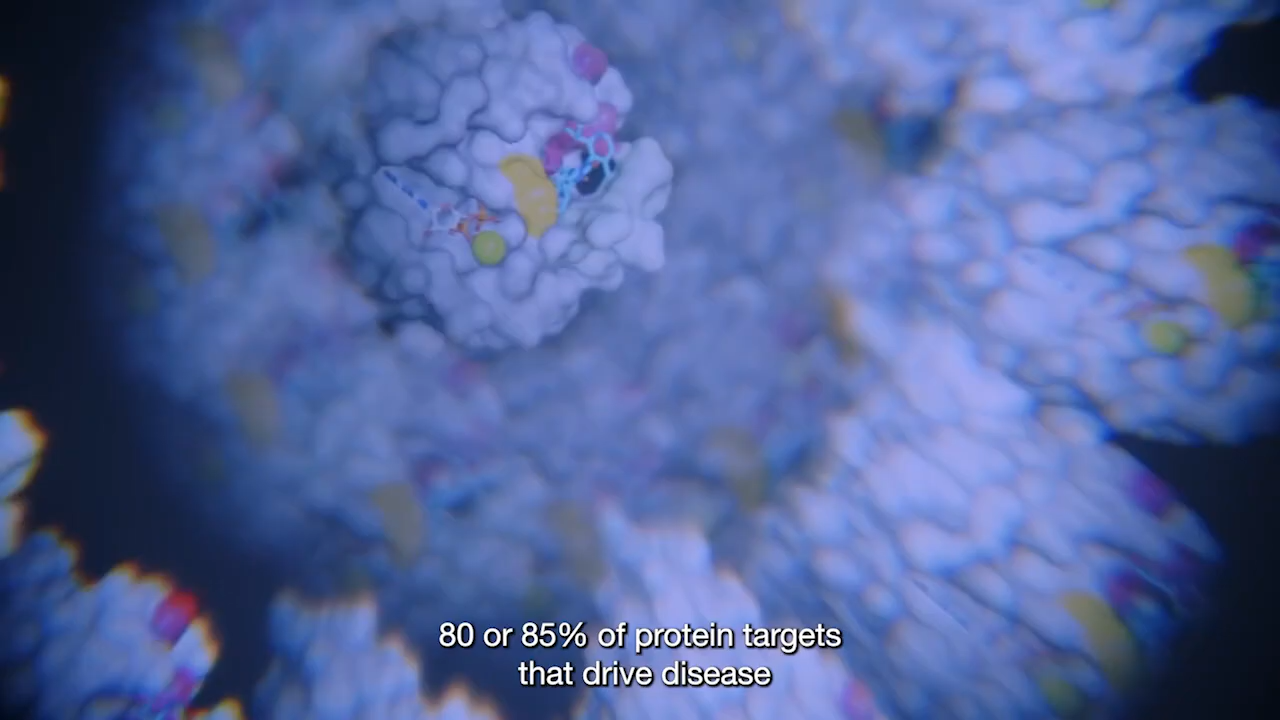 80 or 85% of protein targets
that drive disease